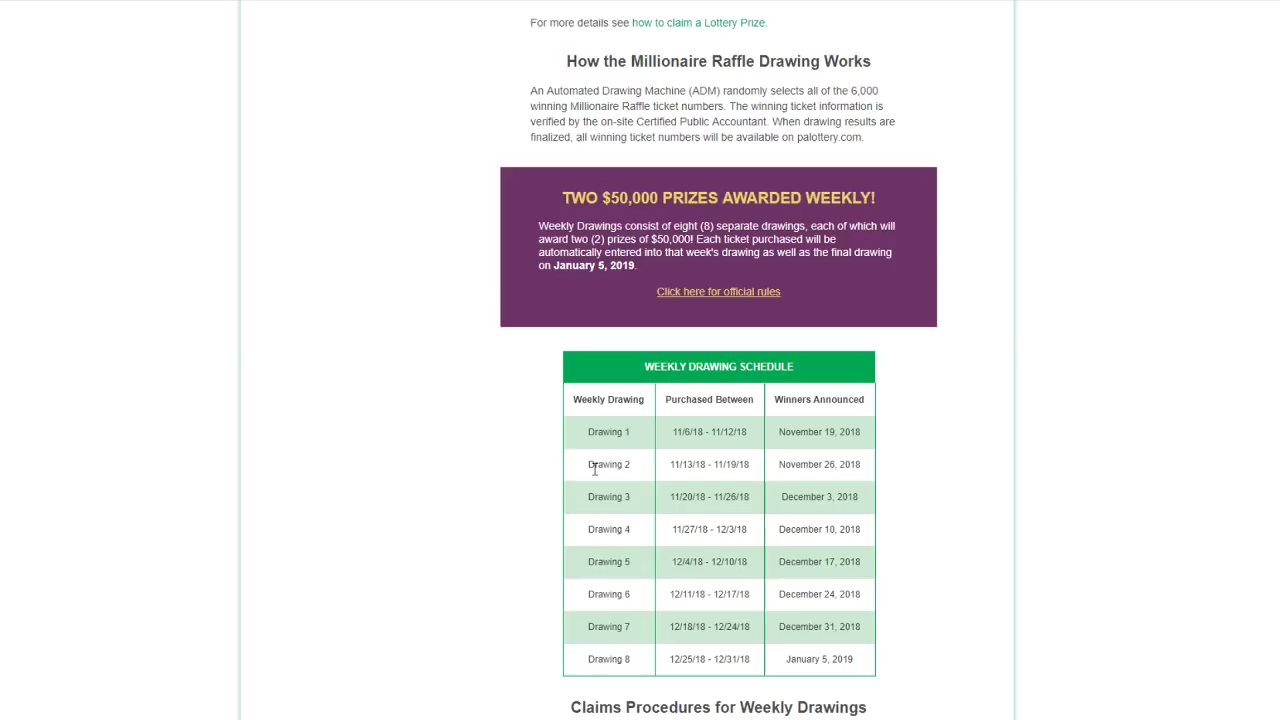 For more details see how to claim a Lottery Prize.
How the Millionaire Raffle Drawing Works
An Automated Drawing Machine (ADM) randomly selects all of the 6,000
winning Millionaire Raffle ticket numbers. The winning ticket information is
verified by the on-site Certified Public Accountant. When drawing results are
finalized, all winning ticket numbers will be available on palottery.com.
TWO $50,000 PRIZES AWARDED WEEKLY!
Weekly Drawings consist of eight (8) separate drawings, each of which will
award two (2) prizes of $50,000! Each ticket purchased will be
automatically entered into that week's drawing as well as the final drawing
on January 5, 2019.
Click here for official rules
WEEKLY DRAWING SCHEDULE
Weekly Drawing Purchased Between Winners Announced
Drawing 1 11/6/18 - 11/12/18 November 19, 2018
Drawing 2 11/13/18 - 11/19/18 November 26, 2018
Drawing 3 11/20/18 - 11/26/18 December 3, 2018
Drawing 4 11/27/18 - 12/3/18 December 10, 2018
Drawing 5 12/4/18 - 12/10/18 December 17, 2018
Drawing 6 12/11/18 - 12/17/18 December 24, 2018
Drawing 7 12/18/18 - 12/24/18 December 31, 2018
Drawing 8 12/25/18 - 12/31/18 January 5, 2019
Claims Procedures for Weekly Drawings